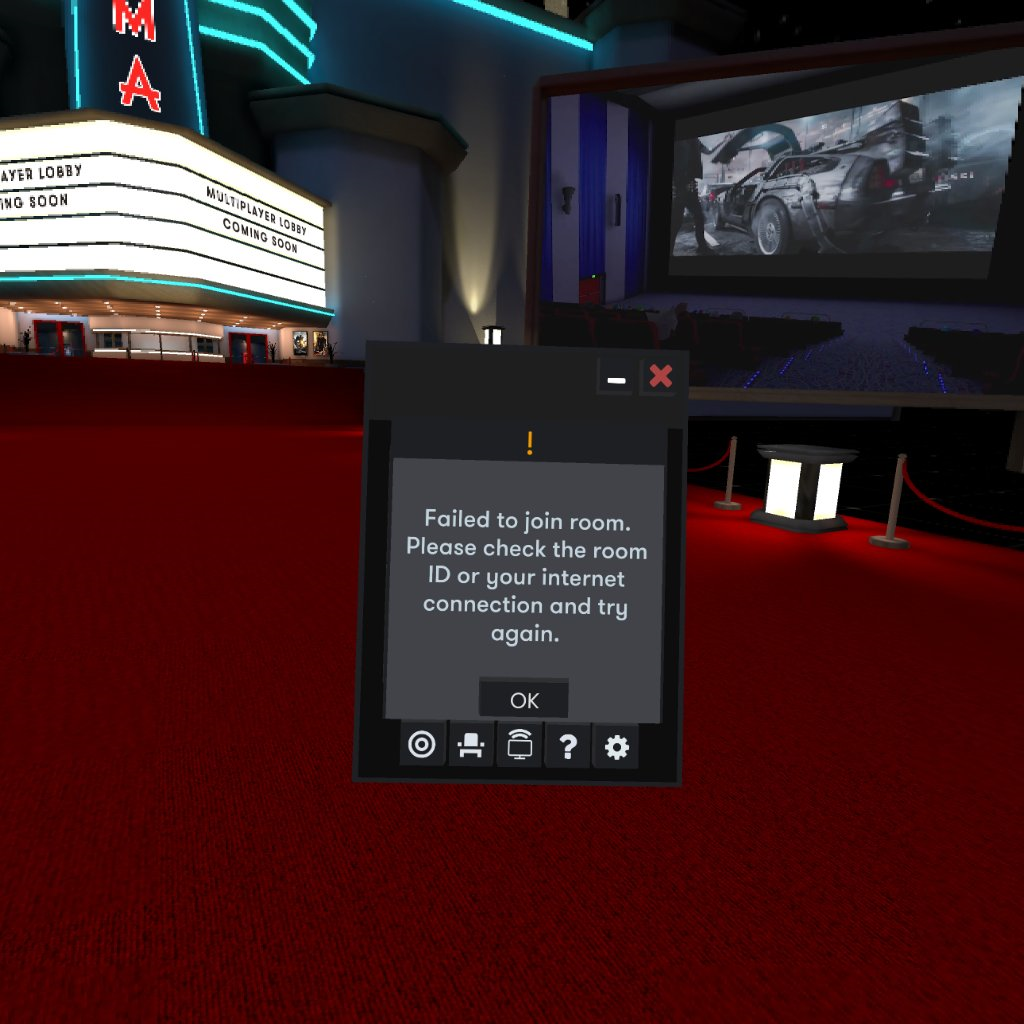 MA
AYER LOBBY
ING SOON
MULTIPLAYER LOBBY
COMING SOON
!
Failed to join room.
Please check the room
ID or your internet
connection and try
again.
OK
?